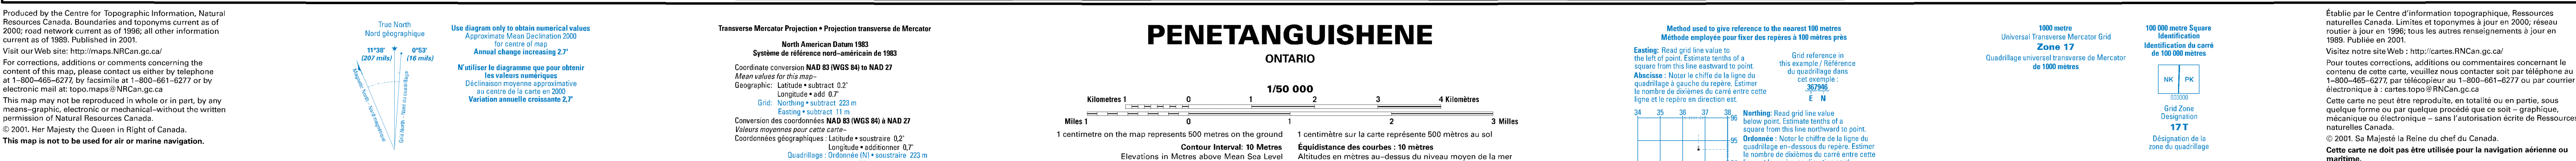 Produced by the Centre for Topographic Information, Natural
Resources Canada. Boundaries and toponyms current as of
2000; road network current as of 1996; all other information
current as of 1989. Published in 2001.
Visit our Web site: http://maps.NRCan.gc.ca/
For corrections, additions or comments concerning the
content of this map, please contact us either by telephone
at 1-800-465-6277, by facsimile at 1-800-661-6277 or by
electronic mail at: topo.maps@NRCan.gc.ca
This map may not be reproduced in whole or in part, by any
means-graphic, electronic or mechanical-without the written
permission of Natural Resources Canada.
© 2001. Her Majesty the Queen in Right of Canada.
This map is not to be used for air or marine navigation.
True North
Nord géographique
11°38'
(207 mils)
0°53'
(16 mils)
Magnetic North - Nord magnétique
Grid North - Nord du quadrillage
Use diagram only to obtain numerical values
Approximate Mean Declination 2000
for centre of map
Annual change increasing 2.7'
N'utiliser le diagramme que pour obtenir
les valeurs numériques
Déclinaison moyenne approximative
au centre de la carte en 2000
Variation annuelle croissante 2,7'
Transverse Mercator Projection • Projection transverse de Mercator
North American Datum 1983
Système de référence nord-américain de 1983
Coordinate conversion NAD 83 (WGS 84) to NAD 27
Mean values for this map-
Geographic: Latitude • subtract 0.2"
Longitude • add 0.7"
Grid: Northing • subtract 223 m
Easting • subtract 11 m
Conversion des coordonnées NAD 83 (WGS 84) à NAD 27
Valeurs moyennes pour cette carte-
Coordonnées géographiques : Latitude • soustraire 0,2"
Longitude • additionner 0,7"
Quadrillage : Ordonnée (N) • soustraire 223 m
PENETANGUISHENE
ONTARIO
1/50 000
Kilometres 1 0 1 2 3 4 Kilomètres
Miles 1 0 1 2 3 Milles
1 centimetre on the map represents 500 metres on the ground
1 centimètre sur la carte représente 500 mètres au sol
Contour Interval: 10 Metres
Elevations in Metres above Mean Sea Level
Équidistance des courbes : 10 mètres
Altitudes en mètres au-dessus du niveau moyen de la mer
Method used to give reference to the nearest 100 metres
Méthode employée pour fixer des repères à 100 mètres près
Easting: Read grid line value to
the left of point. Estimate tenths of a
square from this line eastward to point.
Abscisse : Noter le chiffe de la ligne du
quadrillage à gauche du repère. Estimer
le nombre de dixièmes du carré entre cette
ligne et le repère en direction est.
Grid reference in
this example / Référence
du quadrillage dans
cet exemple :
367946
E N
34 35 36 37 38
96
95
Northing: Read grid line value
below point. Estimate tenths of a
square from this line northward to point.
Ordonnée : Noter le chiffre de la ligne du
quadrillage en-dessous du repère. Estimer
le nombre de dixièmes du carré entre cette
1000 metre
Universal Transverse Mercator Grid
Zone 17
Quadrillage universel transverse de Mercator
de 1000 mètres
100 000 metre Square
Identification
Identification du carré
de 100 000 mètres
NK PK
Grid Zone
Designation
17 T
Désignation de la
zone du quadrillage
Établie par le Centre d'information topographique, Ressources
naturelles Canada. Limites et toponymes à jour en 2000; réseau
routier à jour en 1996; tous les autres renseignements à jour en
1989. Publiée en 2001.
Visitez notre site Web : http://cartes.NRCan.gc.ca/
Pour toutes corrections, additions ou commentaires concernant le
contenu de cette carte, veuillez nous contacter soit par téléphone au
1-800-465-6277, par télécopieur au 1-800-661-6277 ou par courrier
électronique à : cartes.topo@NRCan.gc.ca
Cette carte ne peut être reproduite, en totalité ou en partie, sous
quelque forme ou par quelque procédé que ce soit - graphique,
mécanique ou électronique - sans l'autorisation écrite de Ressources
naturelles Canada.
© 2001. Sa Majesté la Reine du chef du Canada.
Cette carte ne doit pas être utilisée pour la navigation aérienne ou
maritime.